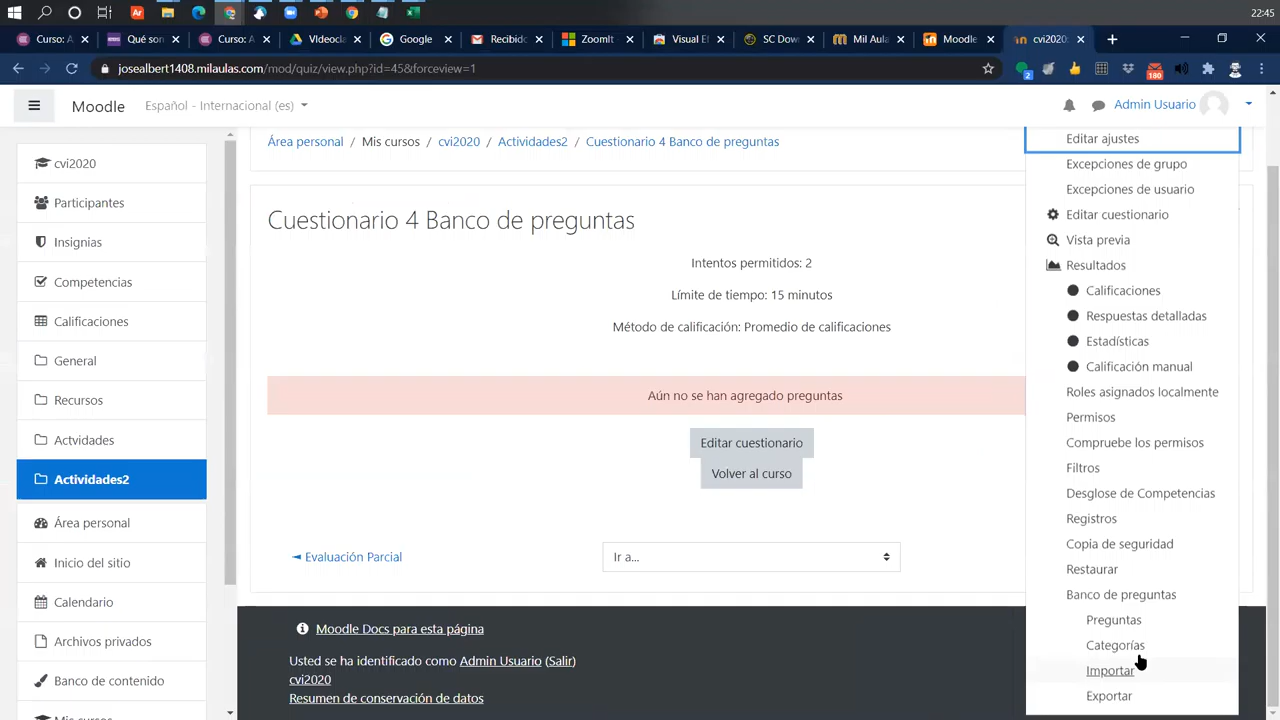 22:45
Curso: A
Qué son
Curso: A
Videocla
Google
Recibido
ZoomIt
Visual Ef
SC Dow
Mil Aula
Moodle
cvi2020:
josealbert1408.milaulas.com/mod/quiz/view.php?id=45&forceview=1
2
180
Moodle
Español - Internacional (es)
Admin Usuario
cvi2020
Participantes
Insignias
Competencias
Calificaciones
General
Recursos
Actvidades
Actividades2
Área personal
Inicio del sitio
Calendario
Archivos privados
Banco de contenido
Mis cursos
Área personal / Mis cursos / cvi2020 / Actividades2 / Cuestionario 4 Banco de preguntas
Cuestionario 4 Banco de preguntas
Intentos permitidos: 2
Límite de tiempo: 15 minutos
Método de calificación: Promedio de calificaciones
Aún no se han agregado preguntas
Editar cuestionario
Volver al curso
◄ Evaluación Parcial
Ir a...
Moodle Docs para esta página
Usted se ha identificado como Admin Usuario (Salir)
cvi2020
Resumen de conservación de datos
Editar ajustes
Excepciones de grupo
Excepciones de usuario
Editar cuestionario
Vista previa
Resultados
Calificaciones
Respuestas detalladas
Estadísticas
Calificación manual
Roles asignados localmente
Permisos
Compruebe los permisos
Filtros
Desglose de Competencias
Registros
Copia de seguridad
Restaurar
Banco de preguntas
Preguntas
Categorías
Importar
Exportar